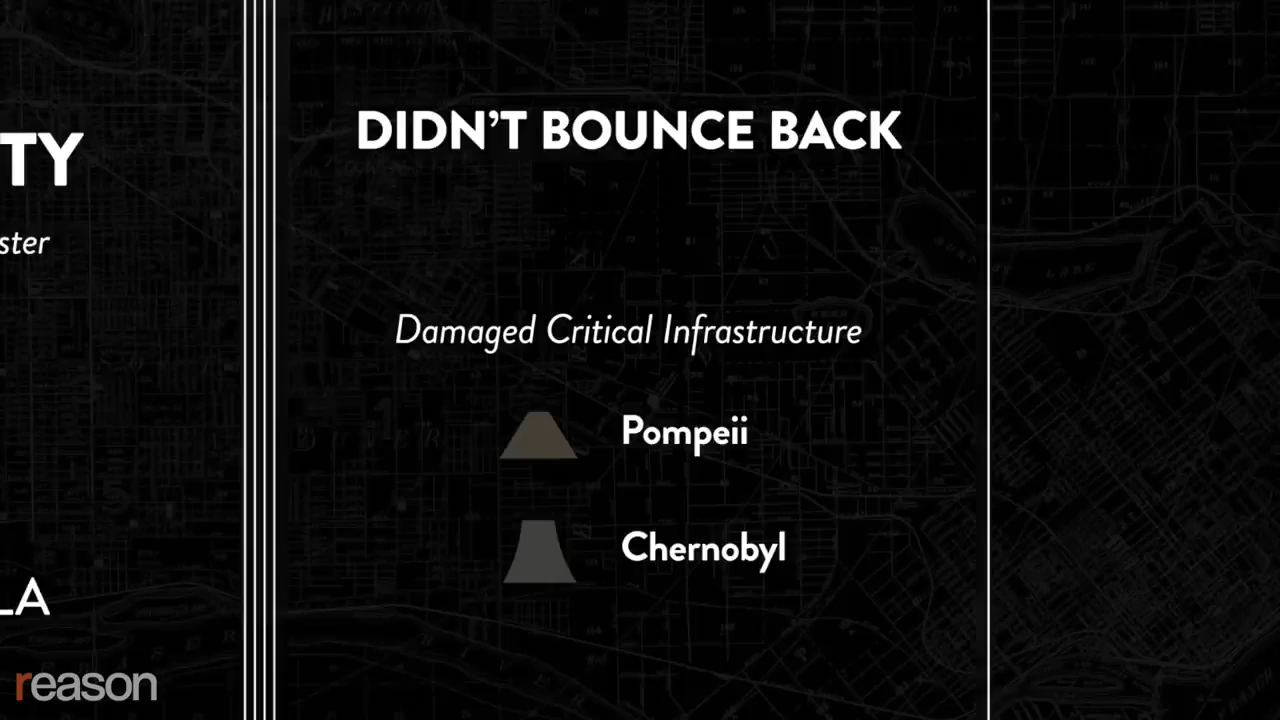 TY
ster
LA
DIDN'T BOUNCE BACK
Damaged Critical Infrastructure
Pompeii
Chernobyl
reason